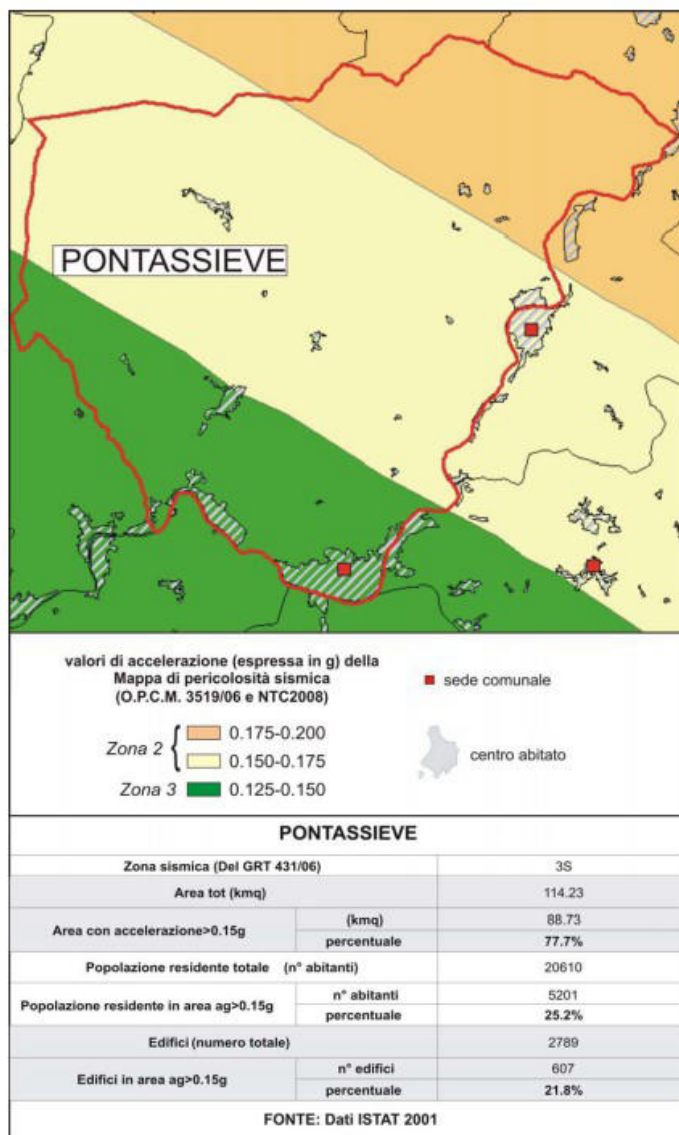 PONTASSIEVE
valori di accelerazione (espressa in g) della
Mappa di pericolosità sismica
(O.P.C.M. 3519/06 e NTC2008)
sede comunale
Zona 2 { 0.175-0.200
0.150-0.175
centro abitato
Zona 3 0.125-0.150
PONTASSIEVE
Zona sismica (Del GRT 431/06) 3S
Area tot (kmq) 114.23
Area con accelerazione>0.15g (kmq) 88.73
percentuale 77.7%
Popolazione residente totale (n° abitanti) 20610
Popolazione residente in area ag>0.15g n° abitanti 5201
percentuale 25.2%
Edifici (numero totale) 2789
Edifici in area ag>0.15g n° edifici 607
percentuale 21.8%
FONTE: Dati ISTAT 2001